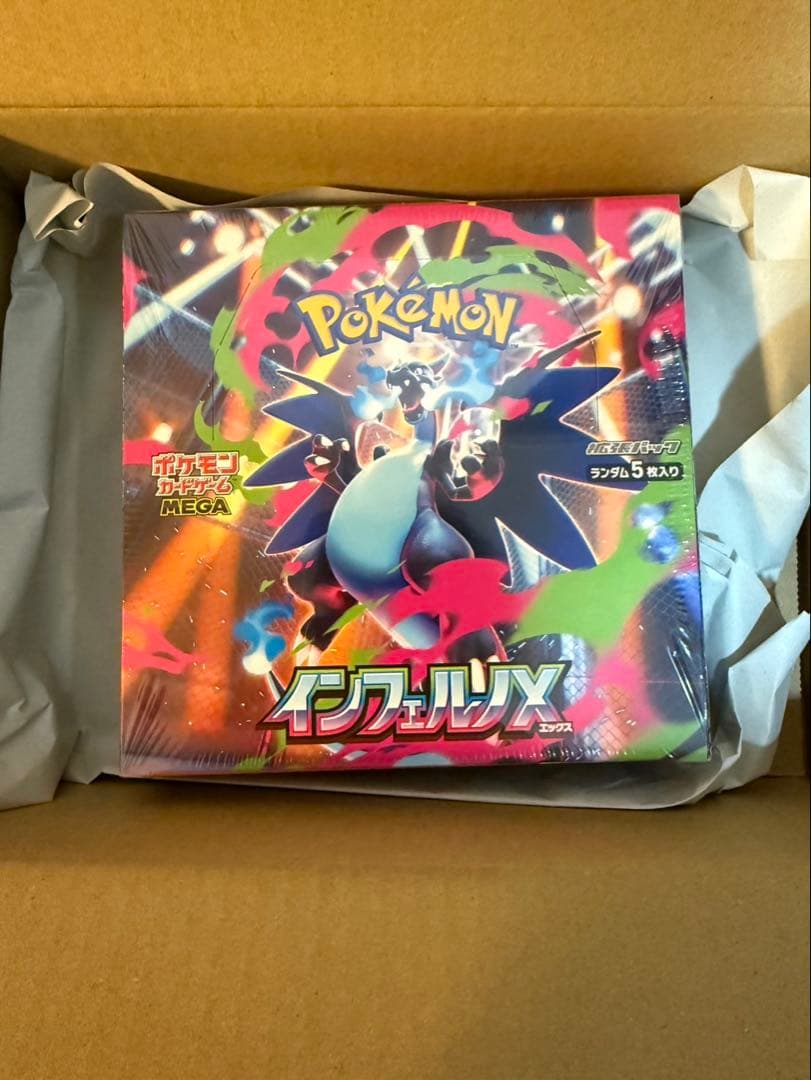 POKéMON
ポケモン
カードゲーム
MEGA
拡張パック
ランダム5枚入り
インフェルノX
エックス